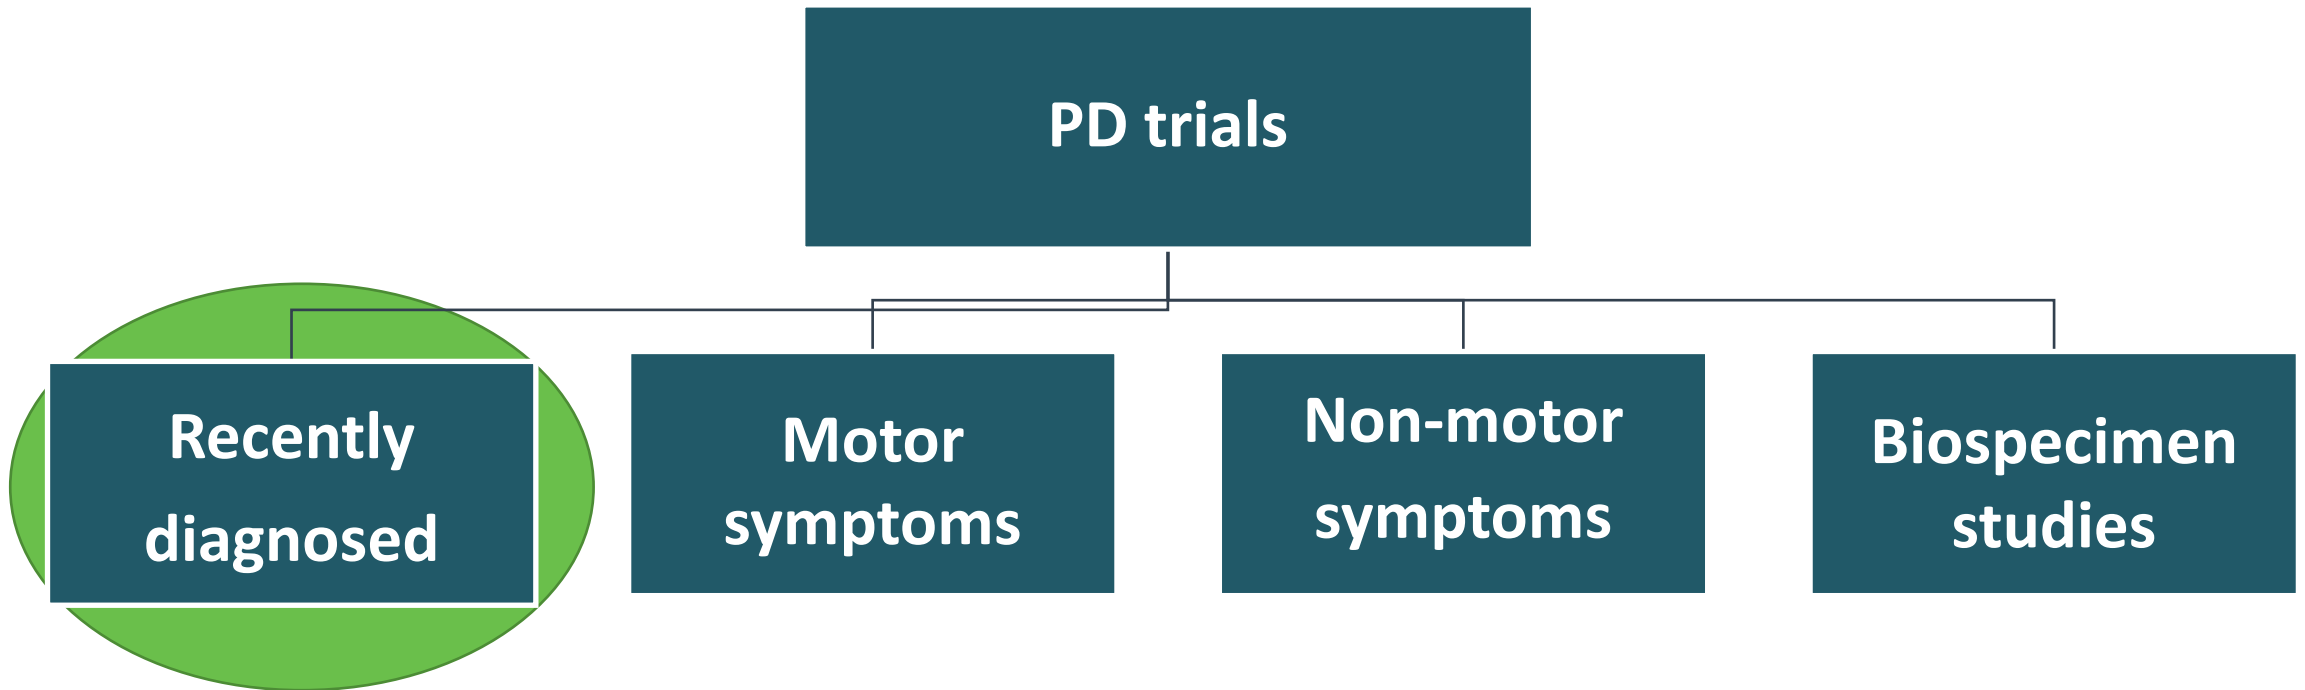 PD trials
Recently
diagnosed
Motor
symptoms
Non-motor
symptoms
Biospecimen
studies